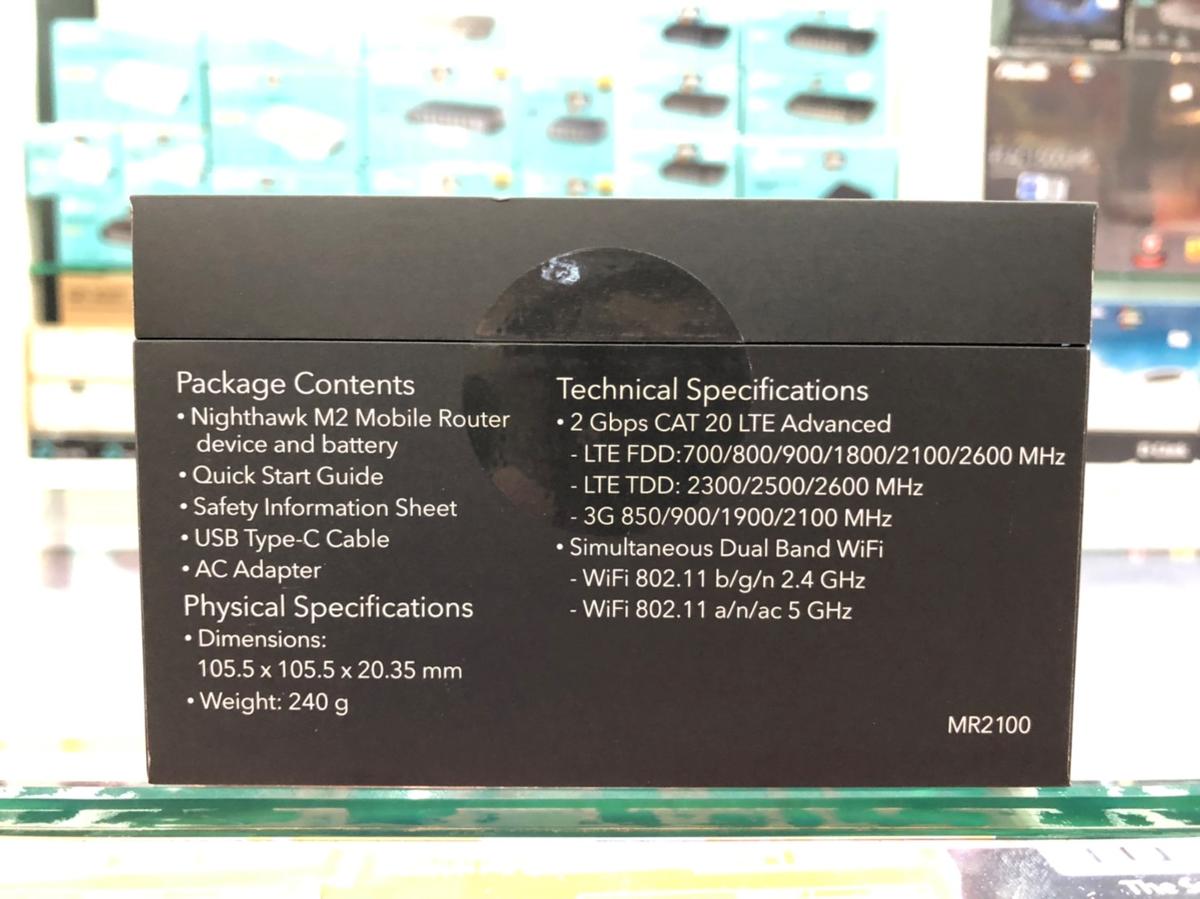 Package Contents
• Nighthawk M2 Mobile Router
device and battery
• Quick Start Guide
• Safety Information Sheet
• USB Type-C Cable
• AC Adapter
Physical Specifications
• Dimensions:
105.5 x 105.5 x 20.35 mm
• Weight: 240 g
Technical Specifications
• 2 Gbps CAT 20 LTE Advanced
- LTE FDD:700/800/900/1800/2100/2600 MHz
- LTE TDD: 2300/2500/2600 MHz
- 3G 850/900/1900/2100 MHz
• Simultaneous Dual Band WiFi
- WiFi 802.11 b/g/n 2.4 GHz
- WiFi 802.11 a/n/ac 5 GHz
MR2100
The